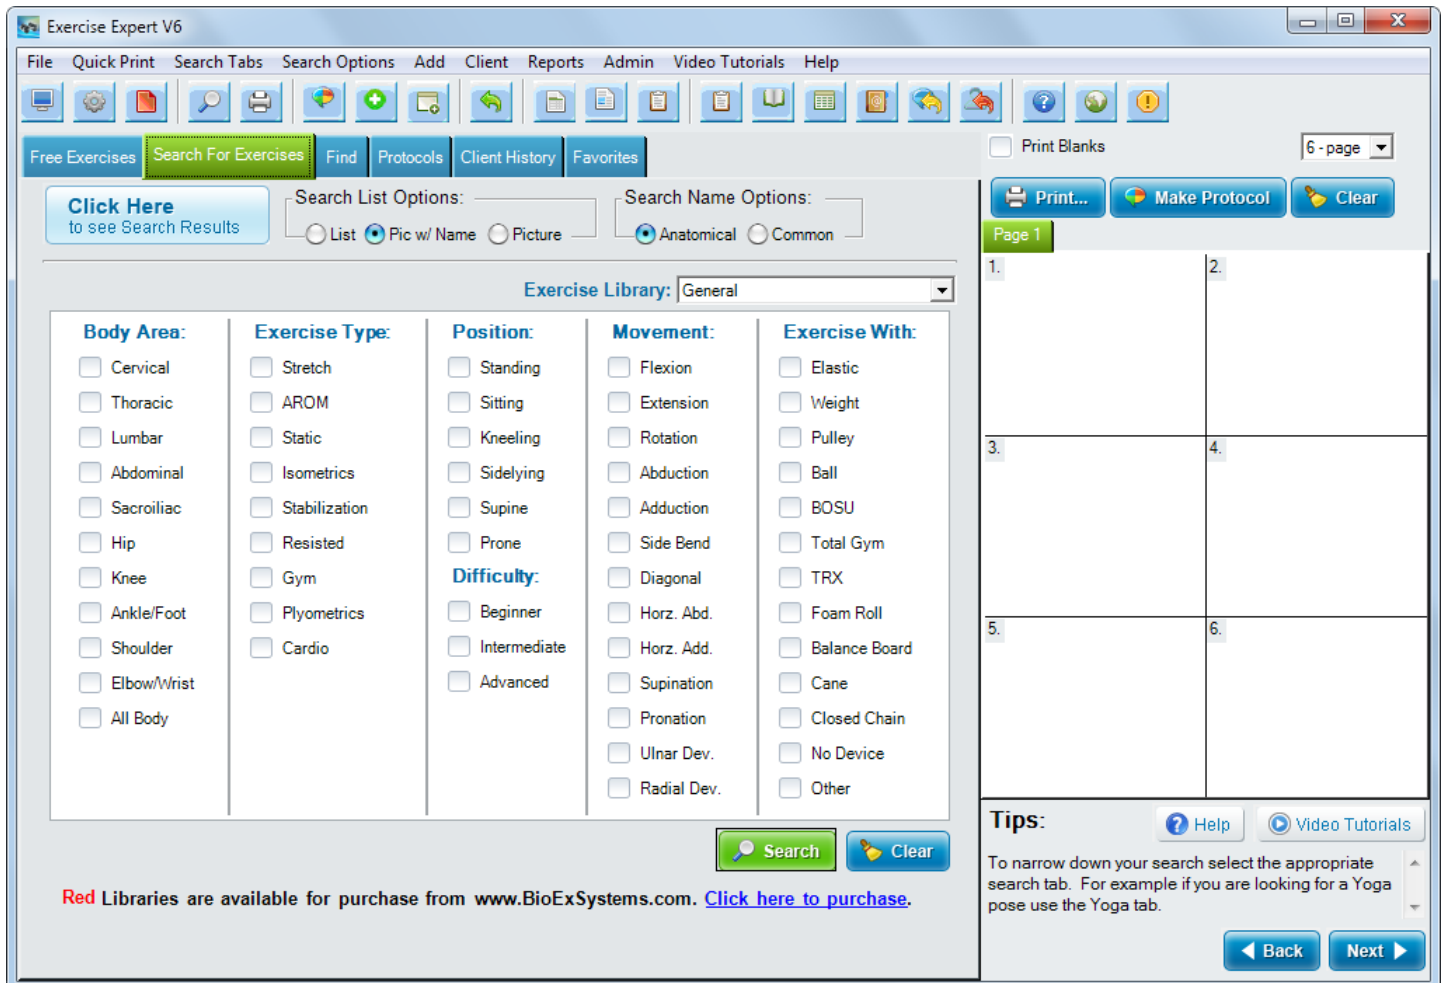 Exercise Expert V6
File Quick Print Search Tabs Search Options Add Client Reports Admin Video Tutorials Help
Free Exercises Search For Exercises Find Protocols Client History Favorites
Print Blanks 6 - page
Click Here
to see Search Results
Search List Options:
List Pic w/ Name Picture
Search Name Options:
Anatomical Common
Print... Make Protocol Clear
Page 1
Exercise Library: General
Body Area:
Cervical
Thoracic
Lumbar
Abdominal
Sacroiliac
Hip
Knee
Ankle/Foot
Shoulder
Elbow/Wrist
All Body
Exercise Type:
Stretch
AROM
Static
Isometrics
Stabilization
Resisted
Gym
Plyometrics
Cardio
Position:
Standing
Sitting
Kneeling
Sidelying
Supine
Prone
Difficulty:
Beginner
Intermediate
Advanced
Movement:
Flexion
Extension
Rotation
Abduction
Adduction
Side Bend
Diagonal
Horz. Abd.
Horz. Add.
Supination
Pronation
Ulnar Dev.
Radial Dev.
Exercise With:
Elastic
Weight
Pulley
Ball
BOSU
Total Gym
TRX
Foam Roll
Balance Board
Cane
Closed Chain
No Device
Other
Search Clear
Red Libraries are available for purchase from www.BioExSystems.com. Click here to purchase.
1. 2.
3. 4.
5. 6.
Tips: Help Video Tutorials
To narrow down your search select the appropriate
search tab. For example if you are looking for a Yoga
pose use the Yoga tab.
Back Next